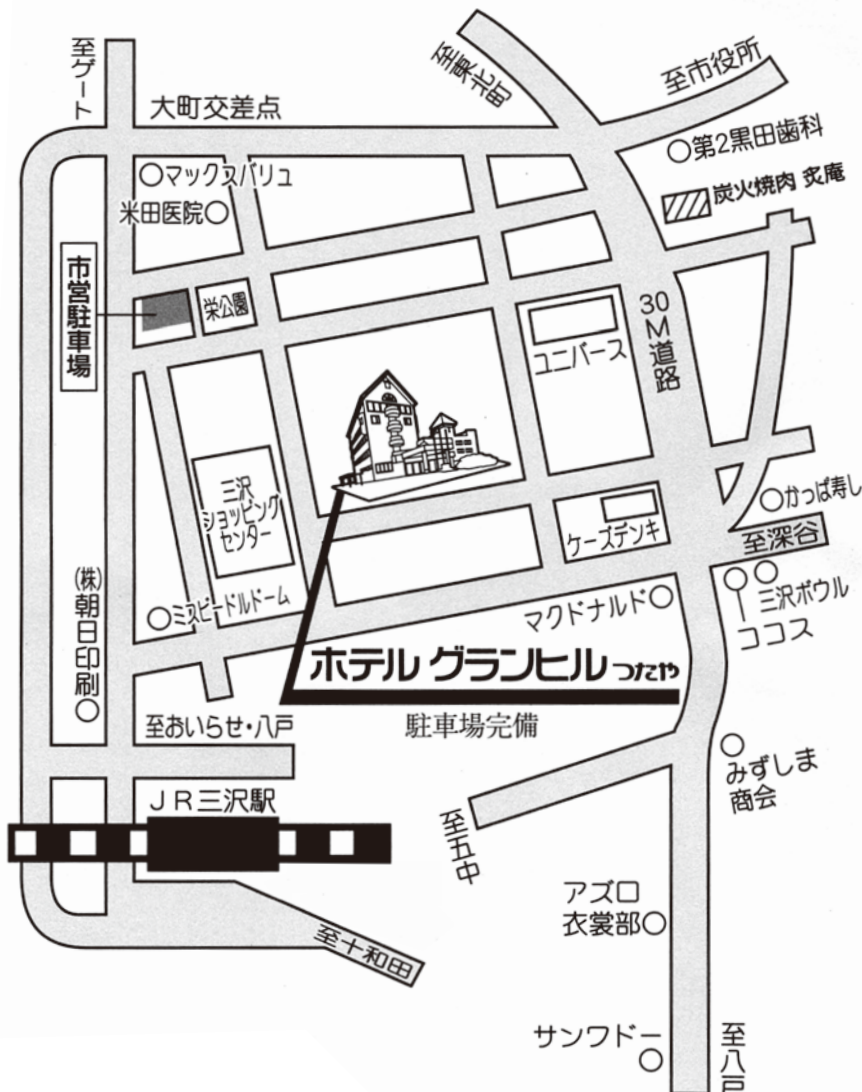 至ゲート
大町交差点
至東北町
至市役所
第2黒田歯科
炭火焼肉 炙庵
マックスバリュ
米田医院
市営駐車場
栄公園
30M道路
ユニバース
三沢
ショッピング
センター
かっぱ寿し
至深谷
ケーズデンキ
(株)朝日印刷
ミスビードルドーム
マクドナルド
三沢ボウル
ココス
ホテル グランヒル つたや
駐車場完備
至おいらせ・八戸
JR三沢駅
みずしま
商会
至五中
アズロ
衣裳部
至十和田
サンワドー
至八戸